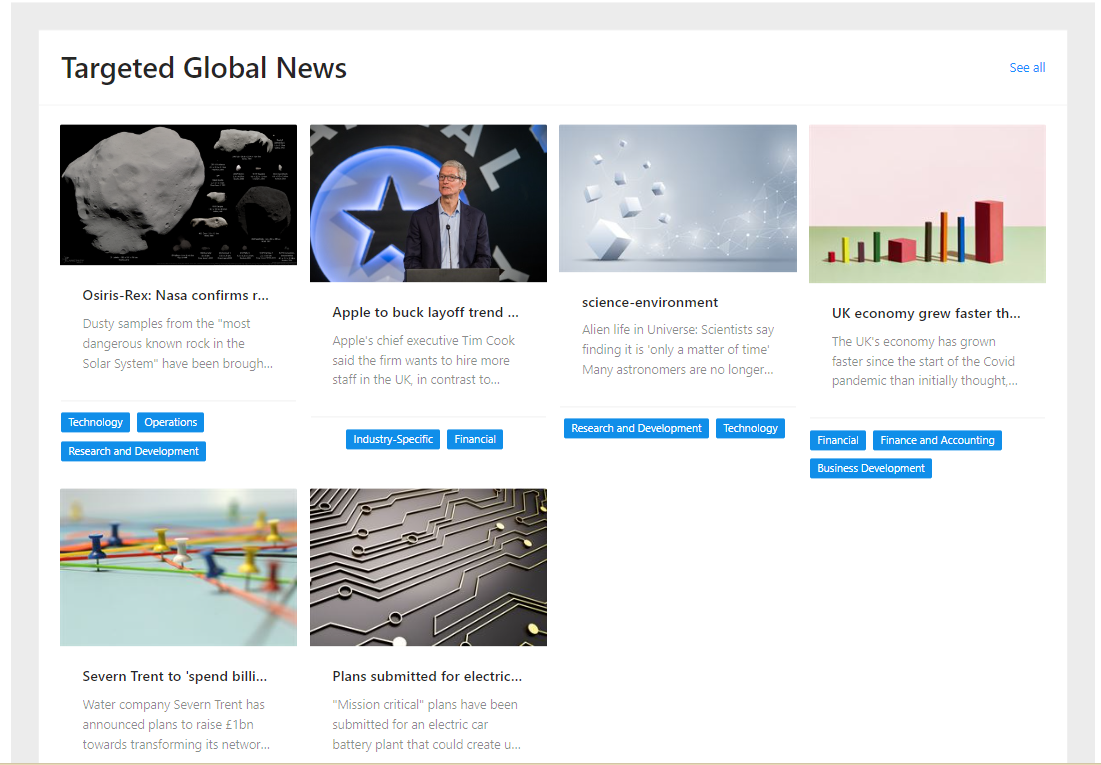 Targeted Global News
See all
Osiris-Rex: Nasa confirms r...
Dusty samples from the "most
dangerous known rock in the
Solar System" have been brough...
Technology
Operations
Research and Development
Apple to buck layoff trend ...
Apple's chief executive Tim Cook
said the firm wants to hire more
staff in the UK, in contrast to...
Industry-Specific
Financial
science-environment
Alien life in Universe: Scientists say
finding it is 'only a matter of time'
Many astronomers are no longer...
Research and Development
Technology
UK economy grew faster th...
The UK's economy has grown
faster since the start of the Covid
pandemic than initially thought,...
Financial
Finance and Accounting
Business Development
Severn Trent to 'spend billi...
Water company Severn Trent has
announced plans to raise £1bn
towards transforming its networ...
Plans submitted for electric...
"Mission critical" plans have been
submitted for an electric car
battery plant that could create u...